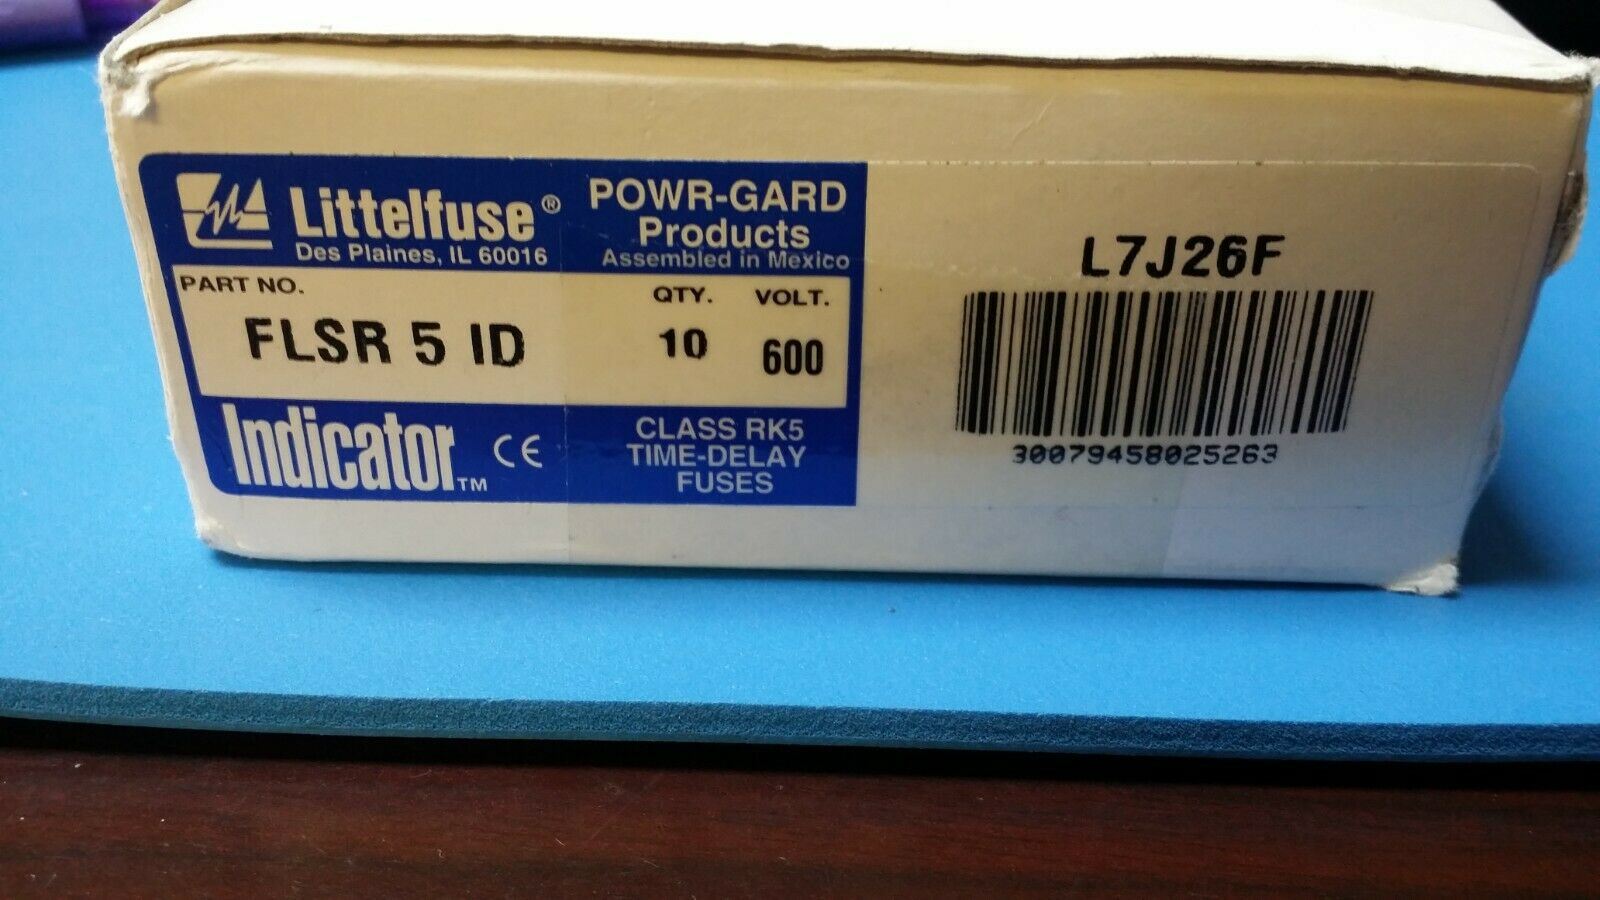 Littelfuse®
Des Plaines, IL 60016
POWR-GARD
Products
Assembled in Mexico
PART NO.
QTY.
VOLT.
FLSR 5 ID
10
600
Indicator™
CE
CLASS RK5
TIME-DELAY
FUSES
L7J26F
30079458025263